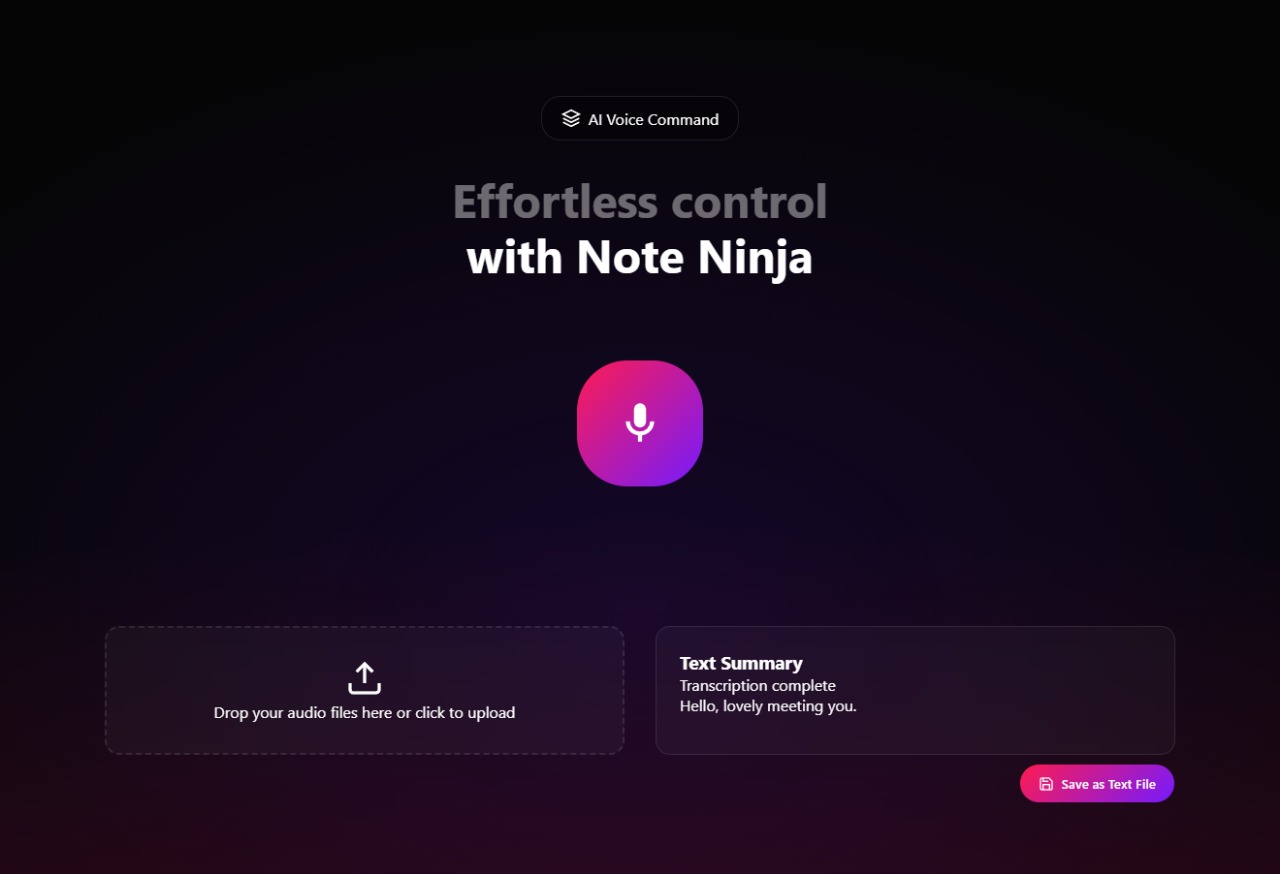 AI Voice Command
Effortless control
with Note Ninja
Drop your audio files here or click to upload
Text Summary
Transcription complete
Hello, lovely meeting you.
Save as Text File